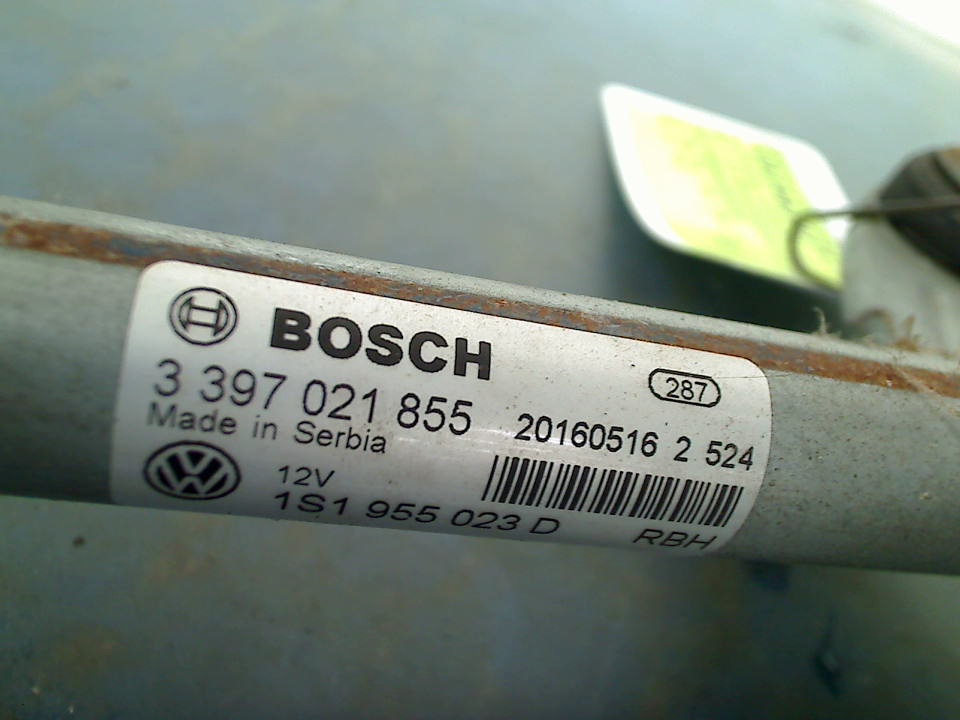 BOSCH
287
3 397 021 855
20160516 2 524
Made in Serbia
12V
1S1 955 023 D
RBH